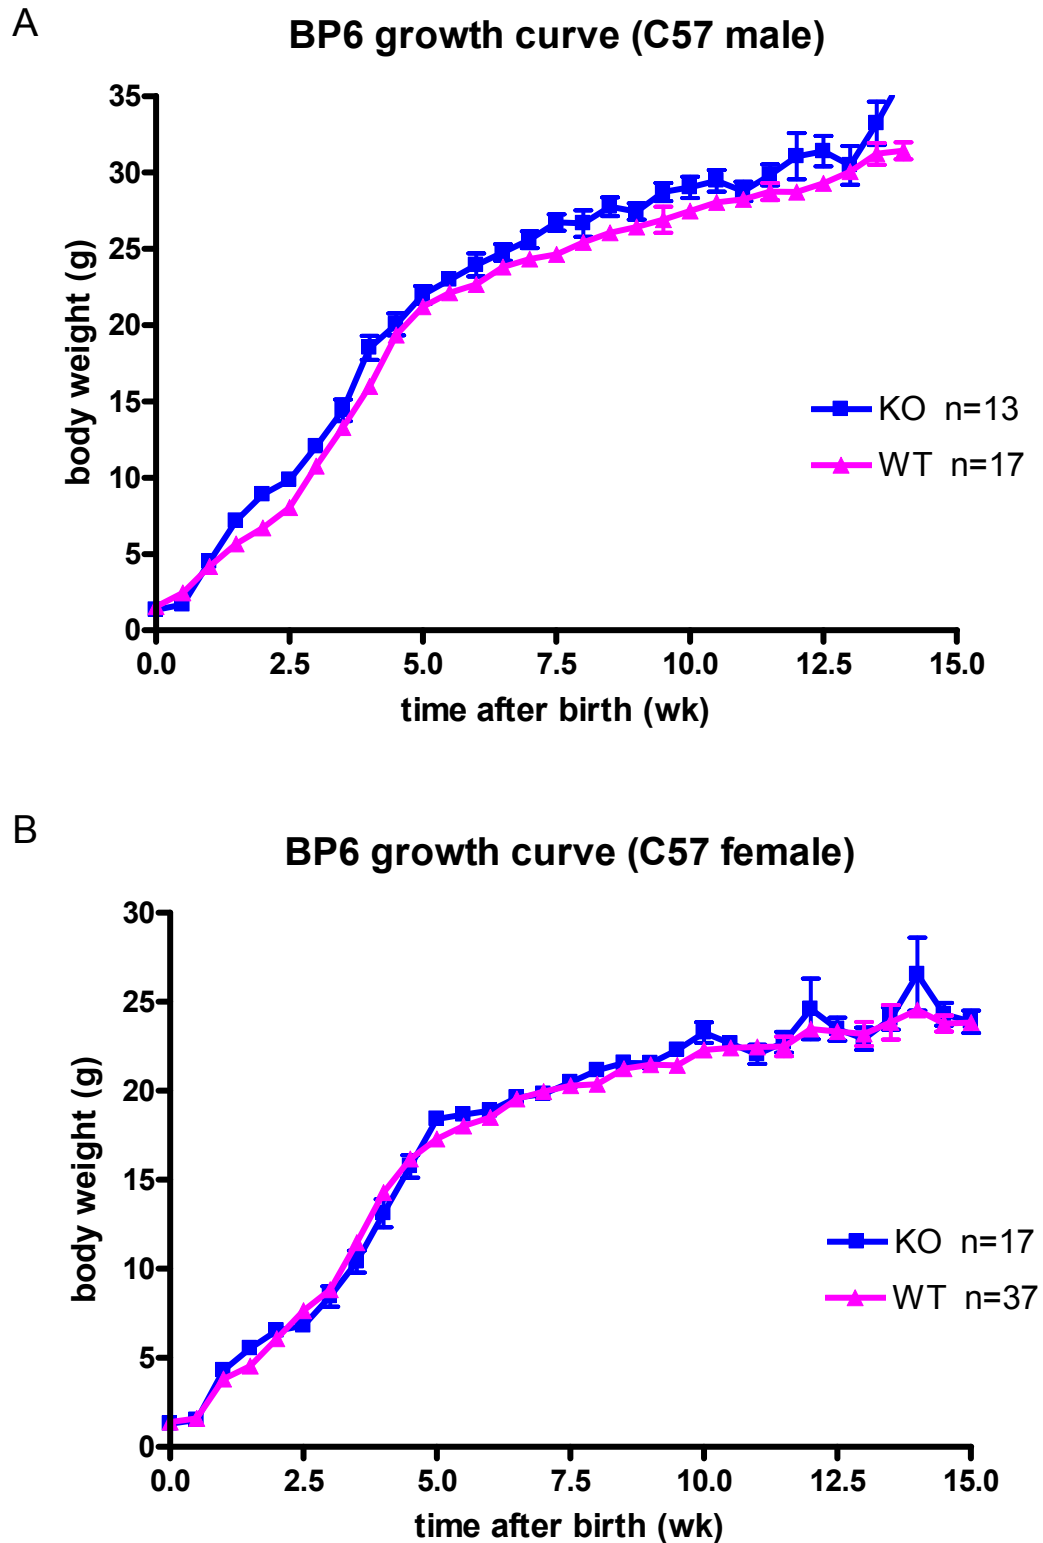 A
BP6 growth curve (C57 male)
35
30
25
20
15
10
5
0
body weight (g)
KO n=13
WT n=17
0.0 2.5 5.0 7.5 10.0 12.5 15.0
time after birth (wk)
B
BP6 growth curve (C57 female)
30
25
20
15
10
5
0
body weight (g)
KO n=17
WT n=37
0.0 2.5 5.0 7.5 10.0 12.5 15.0
time after birth (wk)